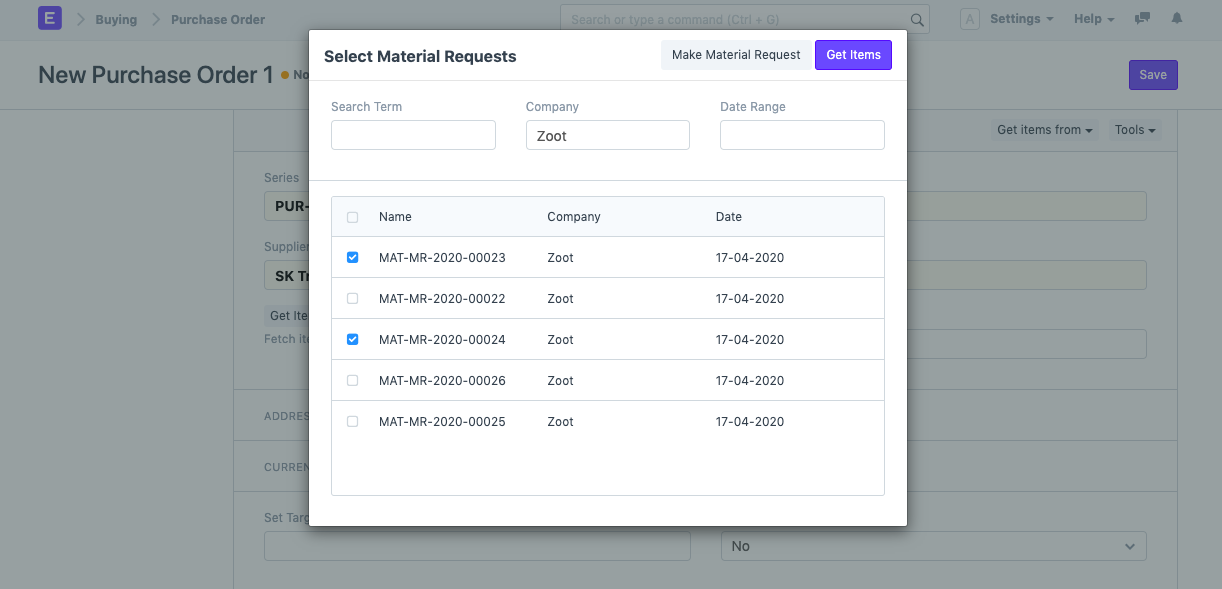 E
Buying
Purchase Order
Search or type a command (Ctrl + G)
A
Settings
Help
New Purchase Order 1
No
Save
Select Material Requests
Make Material Request
Get Items
Search Term
Company
Date Range
Zoot
Get items from
Tools
Series
PUR-
Supplier
SK Tr
Get Ite
Fetch ite
Name Company Date
MAT-MR-2020-00023 Zoot 17-04-2020
MAT-MR-2020-00022 Zoot 17-04-2020
MAT-MR-2020-00024 Zoot 17-04-2020
MAT-MR-2020-00026 Zoot 17-04-2020
MAT-MR-2020-00025 Zoot 17-04-2020
ADDRES
CURREN
Set Targ
No